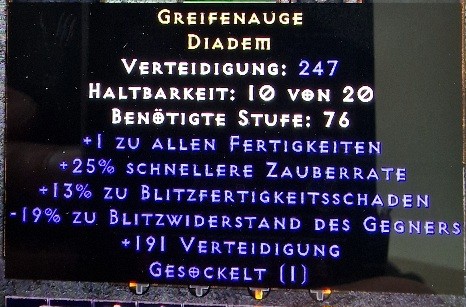 Greifenauge
Diadem
Verteidigung: 247
Haltbarkeit: 10 von 20
Benötigte Stufe: 76
+1 zu allen Fertigkeiten
+25% schnellere Zauberrate
+13% zu Blitzfertigkeitsschaden
-19% zu Blitzwiderstand des Gegners
+191 Verteidigung
Gesockelt (1)